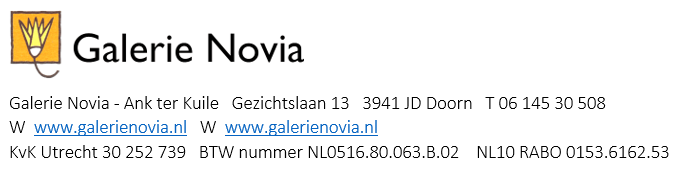 Galerie Novia
Galerie Novia - Ank ter Kuile Gezichtslaan 13 3941 JD Doorn T 06 145 30 508
W www.galerienovia.nl W www.galerienovia.nl
KvK Utrecht 30 252 739 BTW nummer NL0516.80.063.B.02 NL10 RABO 0153.6162.53